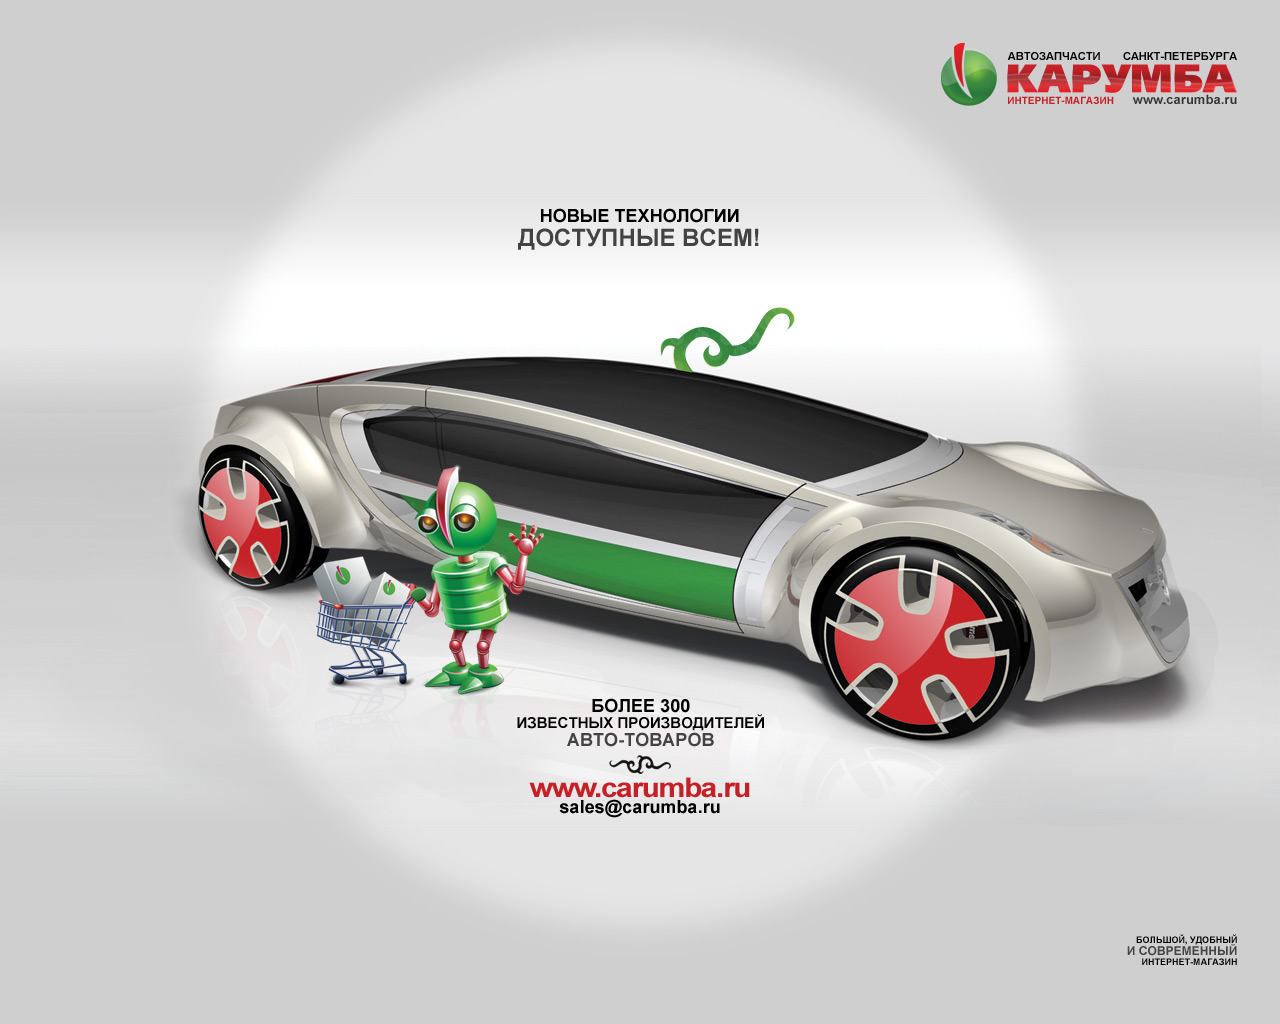 АВТОЗАПЧАСТИ САНКТ-ПЕТЕРБУРГА
КАРУМБА
ИНТЕРНЕТ-МАГАЗИН www.carumba.ru
НОВЫЕ ТЕХНОЛОГИИ
ДОСТУПНЫЕ ВСЕМ!
БОЛЕЕ 300
ИЗВЕСТНЫХ ПРОИЗВОДИТЕЛЕЙ
АВТО-ТОВАРОВ
www.carumba.ru
sales@carumba.ru
БОЛЬШОЙ, УДОБНЫЙ
И СОВРЕМЕННЫЙ
ИНТЕРНЕТ-МАГАЗИН